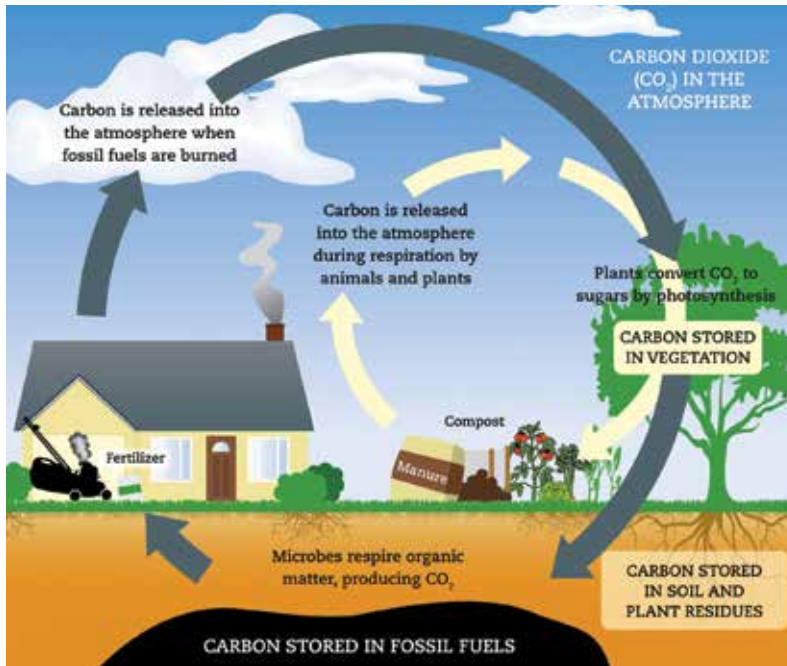 CARBON DIOXIDE
(CO₂) IN THE
ATMOSPHERE
Carbon is released into
the atmosphere when
fossil fuels are burned
Carbon is released
into the atmosphere
during respiration by
animals and plants
Plants convert CO₂ to
sugars by photosynthesis
CARBON STORED
IN VEGETATION
Compost
Fertilizer
Manure
Microbes respire organic
matter, producing CO₂
CARBON STORED
IN SOIL AND
PLANT RESIDUES
CARBON STORED IN FOSSIL FUELS